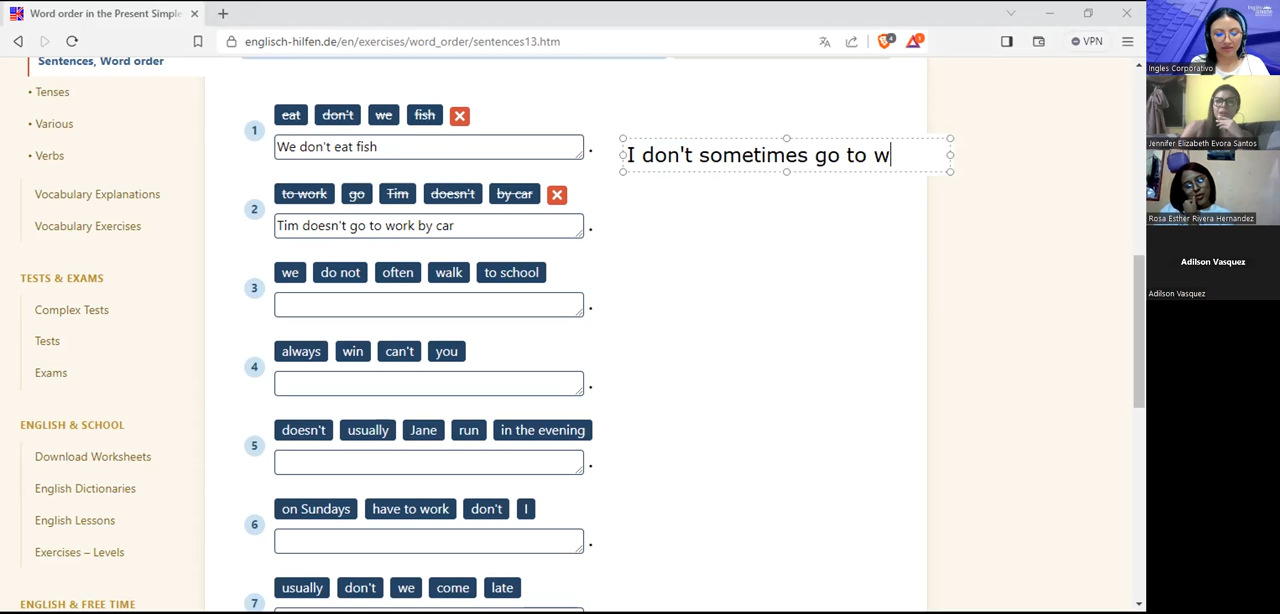 Word order in the Present Simple
englisch-hilfen.de/en/exercises/word_order/sentences13.htm
4
1
VPN
Sentences, Word order
• Tenses
• Various
• Verbs
Vocabulary Explanations
Vocabulary Exercises
TESTS & EXAMS
Complex Tests
Tests
Exams
ENGLISH & SCHOOL
Download Worksheets
English Dictionaries
English Lessons
Exercises – Levels
ENGLISH & FREE TIME
eat don't we fish
1
We don't eat fish .
to work go Tim doesn't by car
2
Tim doesn't go to work by car .
we do not often walk to school
3
.
always win can't you
4
.
doesn't usually Jane run in the evening
5
.
on Sundays have to work don't I
6
.
usually don't we come late
7
I don't sometimes go to w
Ingles Corporativo
Jennifer Elizabeth Evora Santos
Rosa Esther Rivera Hernandez
Adilson Vasquez
Adilson Vasquez